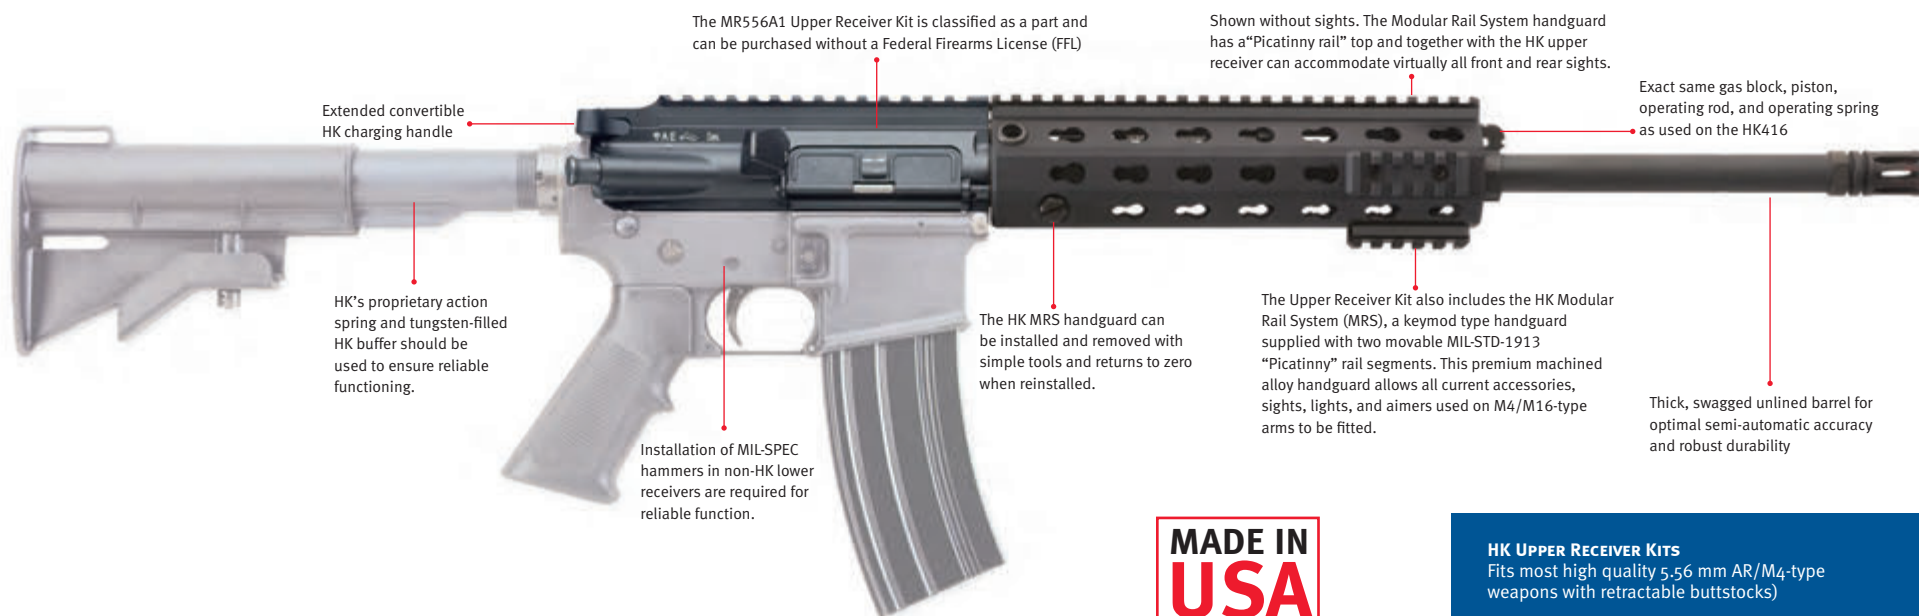 The MR556A1 Upper Receiver Kit is classified as a part and
can be purchased without a Federal Firearms License (FFL)
Shown without sights. The Modular Rail System handguard
has a“Picatinny rail” top and together with the HK upper
receiver can accommodate virtually all front and rear sights.
Extended convertible
HK charging handle
Exact same gas block, piston,
operating rod, and operating spring
as used on the HK416
HK’s proprietary action
spring and tungsten-filled
HK buffer should be
used to ensure reliable
functioning.
The HK MRS handguard can
be installed and removed with
simple tools and returns to zero
when reinstalled.
The Upper Receiver Kit also includes the HK Modular
Rail System (MRS), a keymod type handguard
supplied with two movable MIL-STD-1913
“Picatinny” rail segments. This premium machined
alloy handguard allows all current accessories,
sights, lights, and aimers used on M4/M16-type
arms to be fitted.
Thick, swagged unlined barrel for
optimal semi-automatic accuracy
and robust durability
Installation of MIL-SPEC
hammers in non-HK lower
receivers are required for
reliable function.
MADE IN
USA
HK UPPER RECEIVER KITS
Fits most high quality 5.56 mm AR/M4-type
weapons with retractable buttstocks)